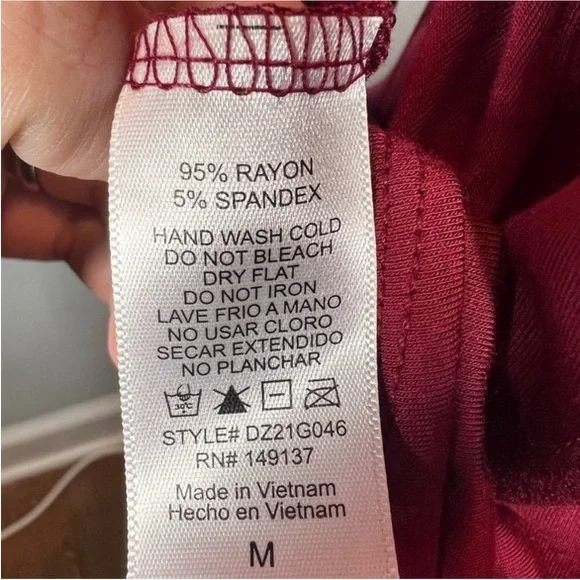 95% RAYON
5% SPANDEX
HAND WASH COLD
DO NOT BLEACH
DRY FLAT
DO NOT IRON
LAVE FRIO A MANO
NO USAR CLORO
SECAR EXTENDIDO
NO PLANCHAR
30°C
STYLE# DZ21G046
RN# 149137
Made in Vietnam
Hecho en Vietnam
M